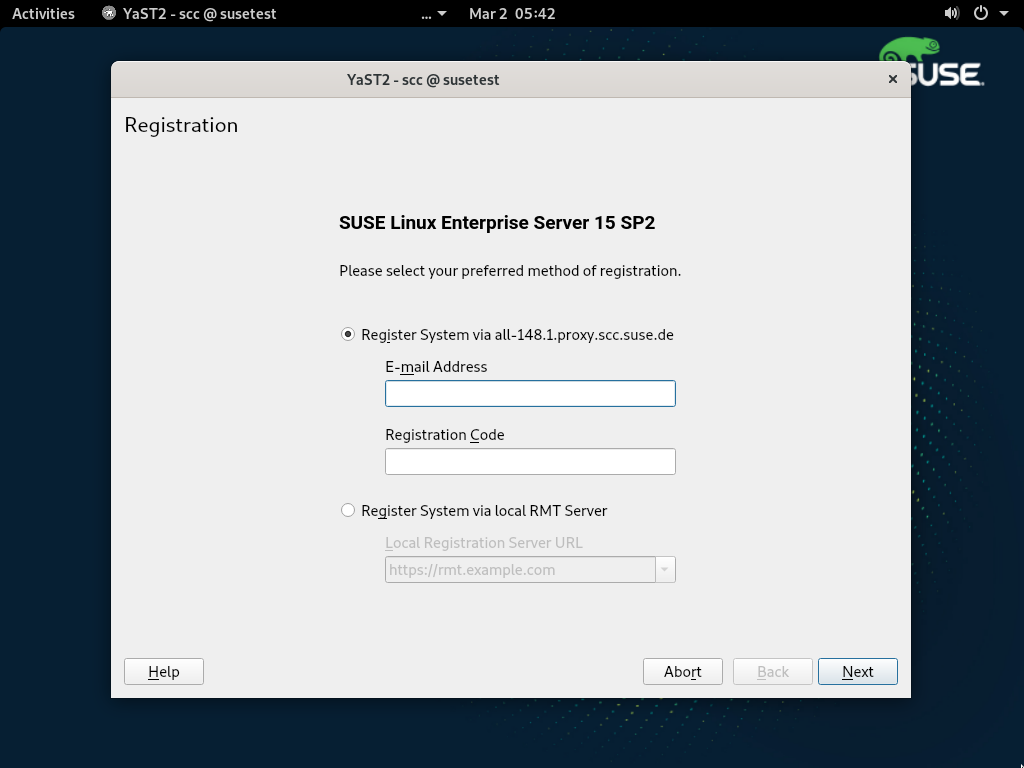 Activities YaST2 - scc @ susetest ... Mar 2 05:42
SUSE
YaST2 - scc @ susetest
Registration
SUSE Linux Enterprise Server 15 SP2
Please select your preferred method of registration.
Register System via all-148.1.proxy.scc.suse.de
E-mail Address
Registration Code
Register System via local RMT Server
Local Registration Server URL
https://rmt.example.com
Help Abort Back Next